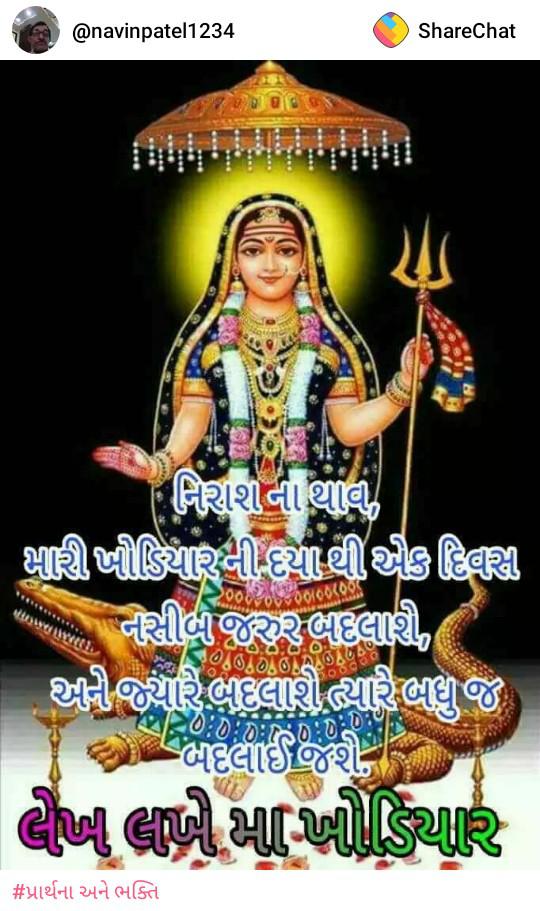 @navinpatel1234
ShareChat
નિરાશ ના થાવ,
મારી ખોડિયાર ની દયા થી એક દિવસ
નસીબ જરુર બદલાશે,
અને જ્યારે બદલાશે ત્યારે બધુ જ
બદલાઈ જશે.
લેખ લખે મા ખોડિયાર
#પ્રાર્થના અને ભક્તિ